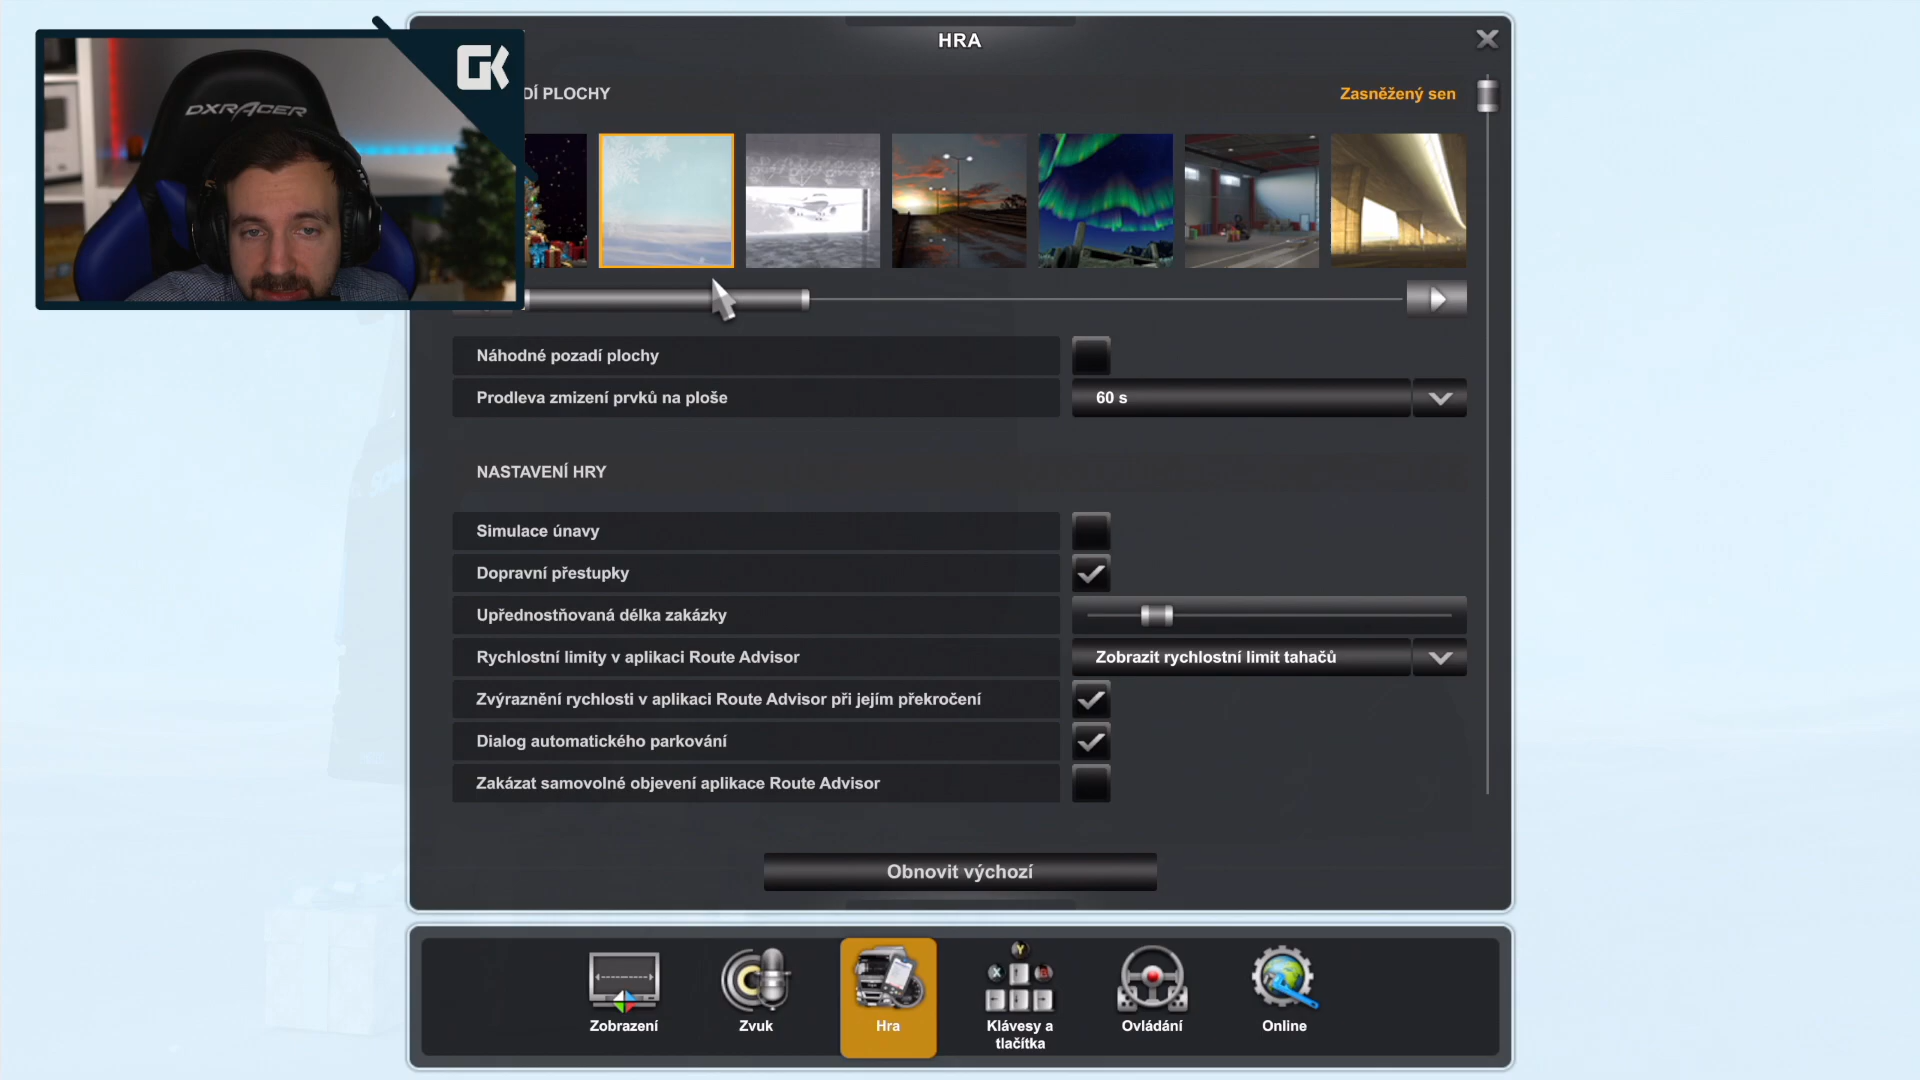 HRA
DXRACER
GK
DÍ PLOCHY
Zasněžený sen
Náhodné pozadí plochy
Prodleva zmizení prvků na ploše
60 s
NASTAVENÍ HRY
Simulace únavy
Dopravní přestupky
Upřednostňovaná délka zakázky
Rychlostní limity v aplikaci Route Advisor
Zobrazit rychlostní limit tahačů
Zvýraznění rychlosti v aplikaci Route Advisor při jejím překročení
Dialog automatického parkování
Zakázat samovolné objevení aplikace Route Advisor
Obnovit výchozí
Y
X
B
Zobrazení
Zvuk
Hra
Klávesy a
tlačítka
Ovládání
Online